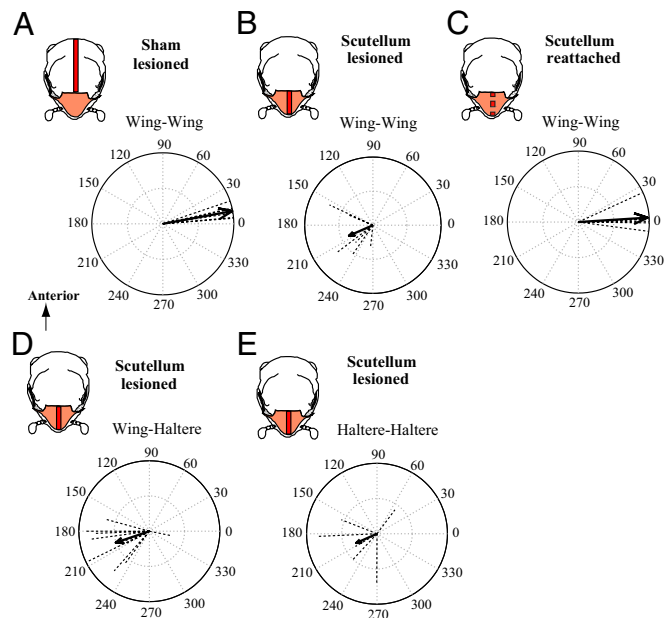 A
Sham
lesioned
Wing-Wing
90
120 60
150 30
180 0
210 330
240 300
270
B
Scutellum
lesioned
Wing-Wing
90
120 60
150 30
180 0
210 330
240 300
270
C
Scutellum
reattached
Wing-Wing
90
120 60
150 30
180 0
210 330
240 300
270
Anterior
D
Scutellum
lesioned
Wing-Haltere
90
120 60
150 30
180 0
210 330
240 300
270
E
Scutellum
lesioned
Haltere-Haltere
90
120 60
150 30
180 0
210 330
240 300
270